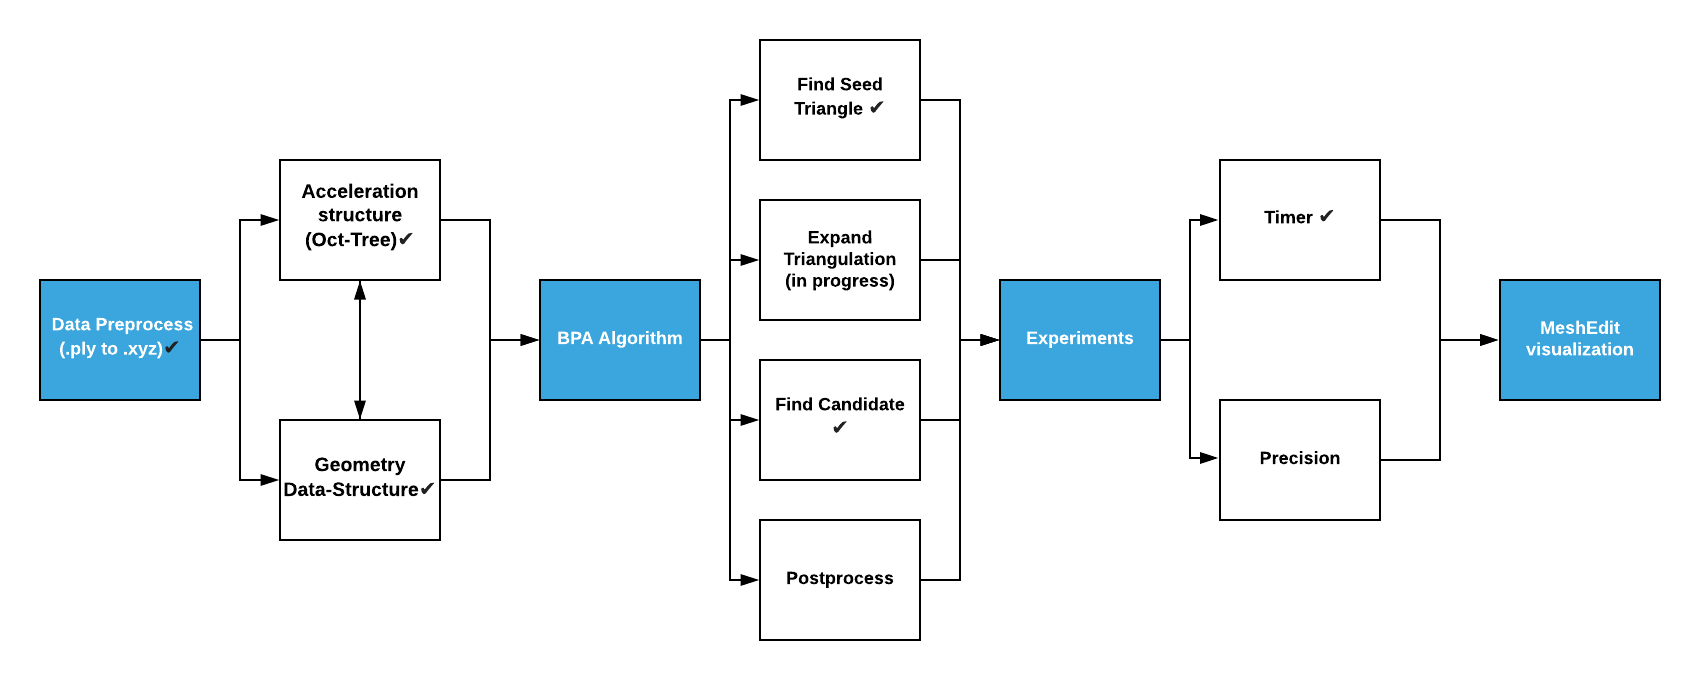 Data Preprocess
(.ply to .xyz)✔
Acceleration
structure
(Oct-Tree)✔
Geometry
Data-Structure✔
BPA Algorithm
Find Seed
Triangle ✔
Expand
Triangulation
(in progress)
Find Candidate
✔
Postprocess
Experiments
Timer ✔
Precision
MeshEdit
visualization